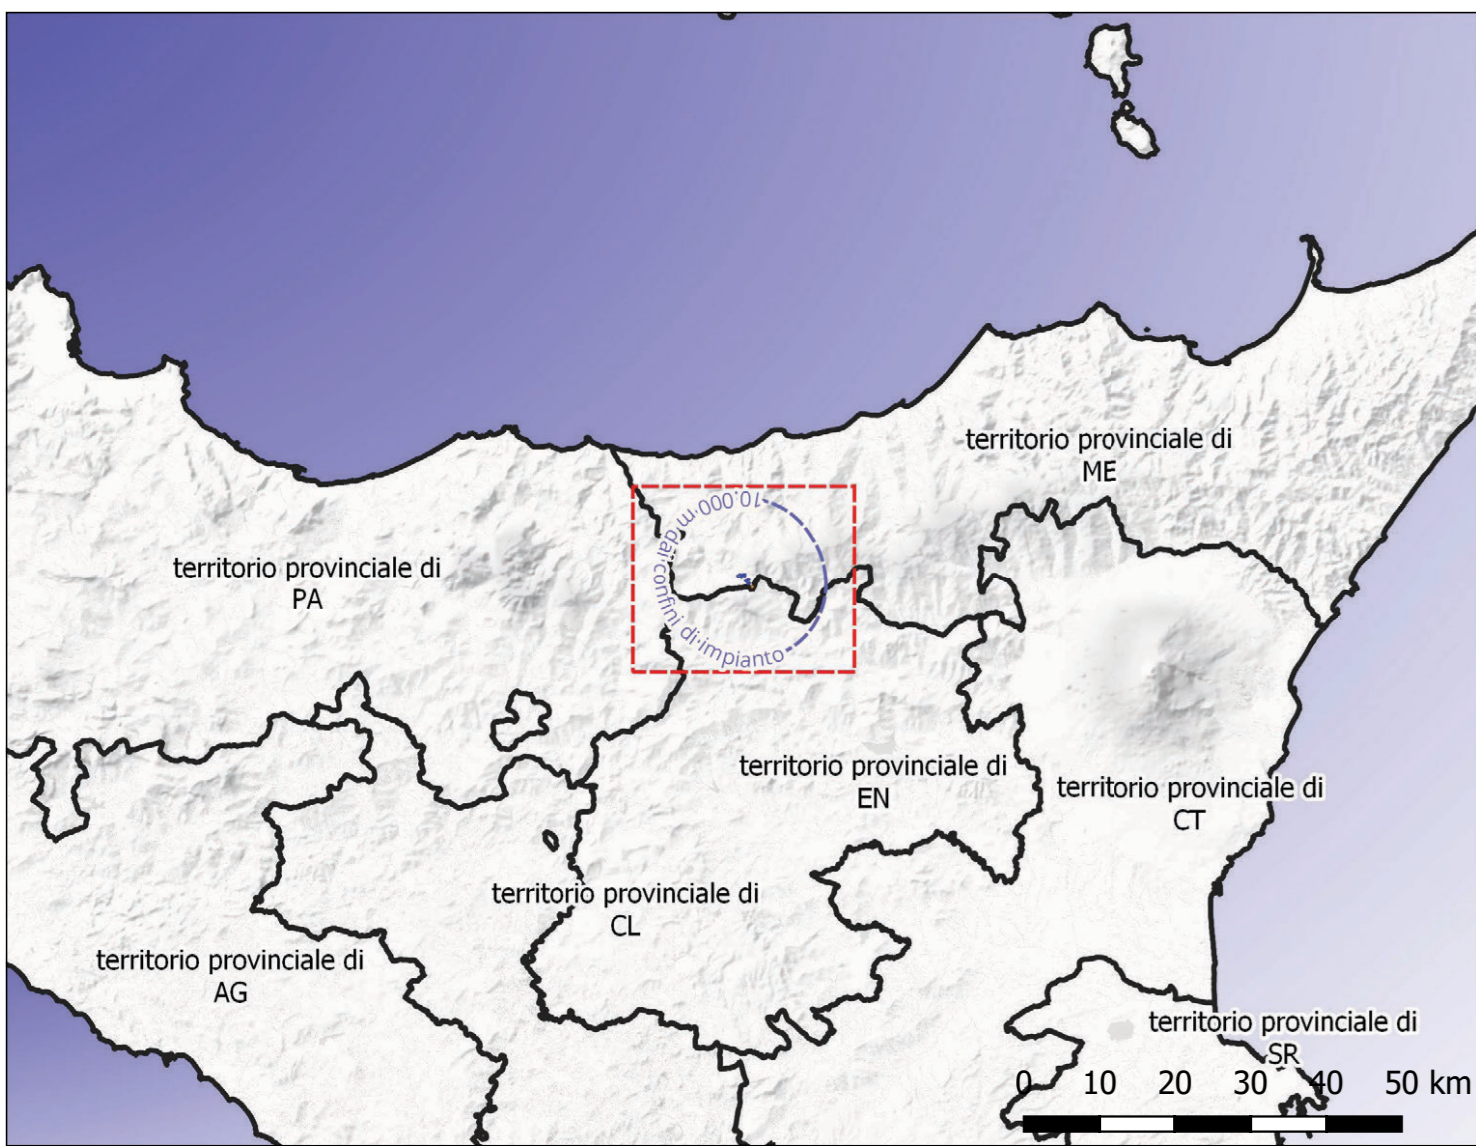 territorio provinciale di
ME
10.000·m·dai·confini di·impianto
territorio provinciale di
PA
territorio provinciale di
EN
territorio provinciale di
CT
territorio provinciale di
CL
territorio provinciale di
AG
territorio provinciale di
SR
0 10 20 30 40 50 km